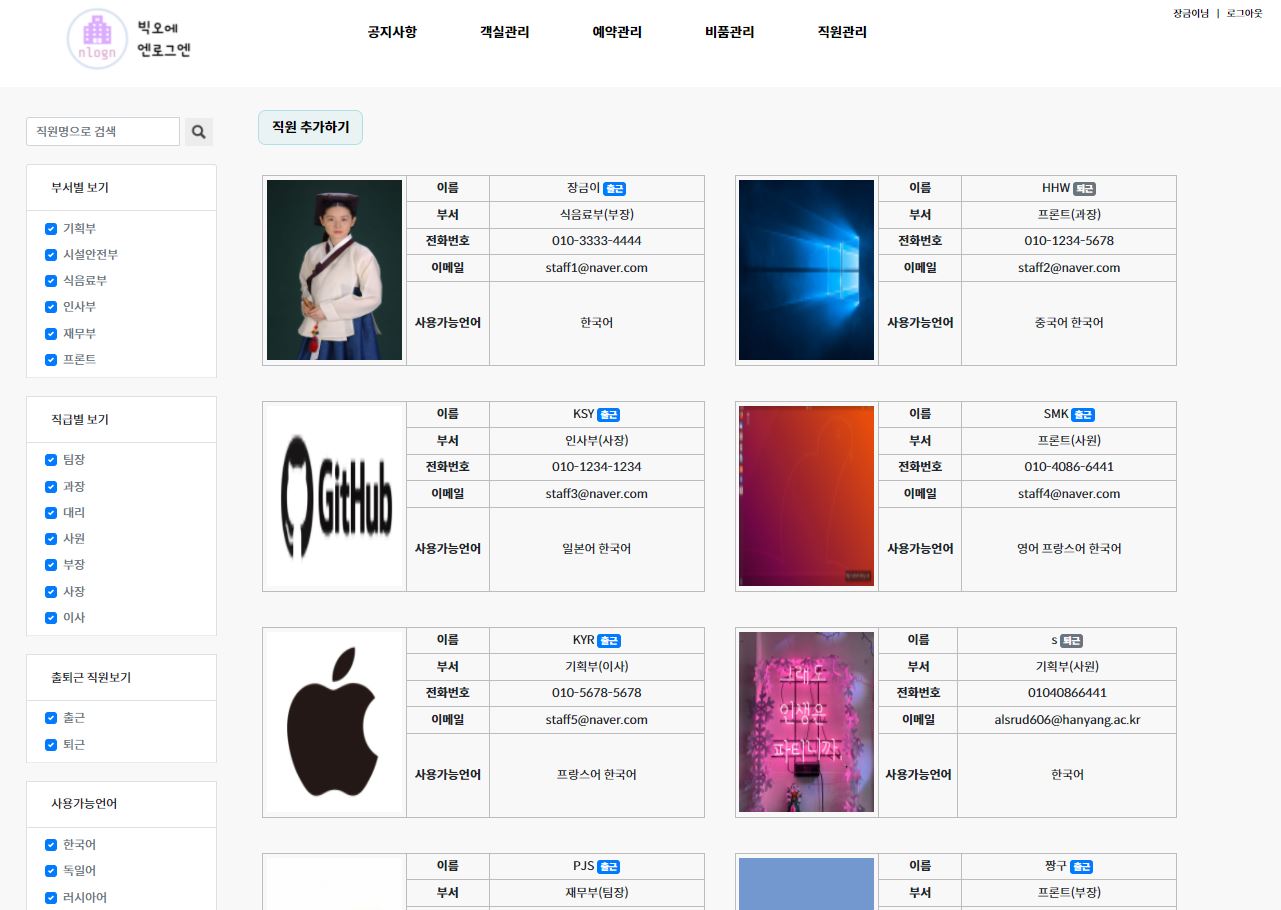 nlogn
빅오에
엔로그엔
공지사항 객실관리 예약관리 비품관리 직원관리
장금이님 | 로그아웃
직원명으로 검색
부서별 보기
기획부
시설안전부
식음료부
인사부
재무부
프론트
직급별 보기
팀장
과장
대리
사원
부장
사장
이사
출퇴근 직원보기
출근
퇴근
사용가능언어
한국어
독일어
러시아어
직원 추가하기
이름 장금이 출근
부서 식음료부(부장)
전화번호 010-3333-4444
이메일 staff1@naver.com
사용가능언어 한국어
이름 HHW 퇴근
부서 프론트(과장)
전화번호 010-1234-5678
이메일 staff2@naver.com
사용가능언어 중국어 한국어
GitHub
이름 KSY 출근
부서 인사부(사장)
전화번호 010-1234-1234
이메일 staff3@naver.com
사용가능언어 일본어 한국어
이름 SMK 출근
부서 프론트(사원)
전화번호 010-4086-6441
이메일 staff4@naver.com
사용가능언어 영어 프랑스어 한국어
이름 KYR 출근
부서 기획부(이사)
전화번호 010-5678-5678
이메일 staff5@naver.com
사용가능언어 프랑스어 한국어
그래도
인생은
파티니까.
이름 s 퇴근
부서 기획부(사원)
전화번호 01040866441
이메일 alsrud606@hanyang.ac.kr
사용가능언어 한국어
이름 PJS 출근
부서 재무부(팀장)
이름 짱구 출근
부서 프론트(부장)